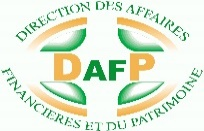 DIRECTION DES AFFAIRES
DAFP
FINANCIERES ET DU PATRIMOINE